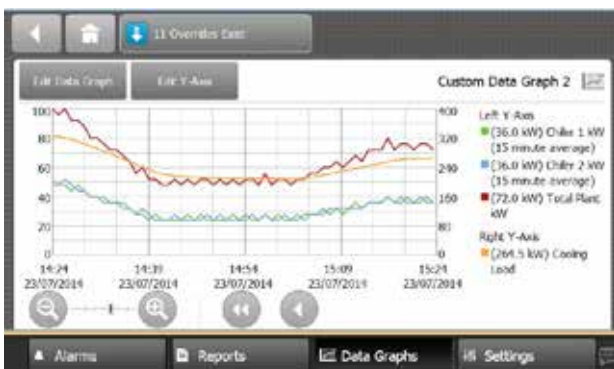 11 Overrides Exist
Edit Data Graph
Edit Y-Axis
Custom Data Graph 2
100
80
60
40
20
0
400
320
240
160
80
0
14:24
23/07/2014
14:39
23/07/2014
14:54
23/07/2014
15:09
23/07/2014
15:24
23/07/2014
Left Y-Axis
(36.0 kW) Chiller 1 kW
(15 minute average)
(36.0 kW) Chiller 2 kW
(15 minute average)
(72.0 kW) Total Plant
kW
Right Y-Axis
(264.5 kW) Cooling
Load
Alarms
Reports
Data Graphs
Settings